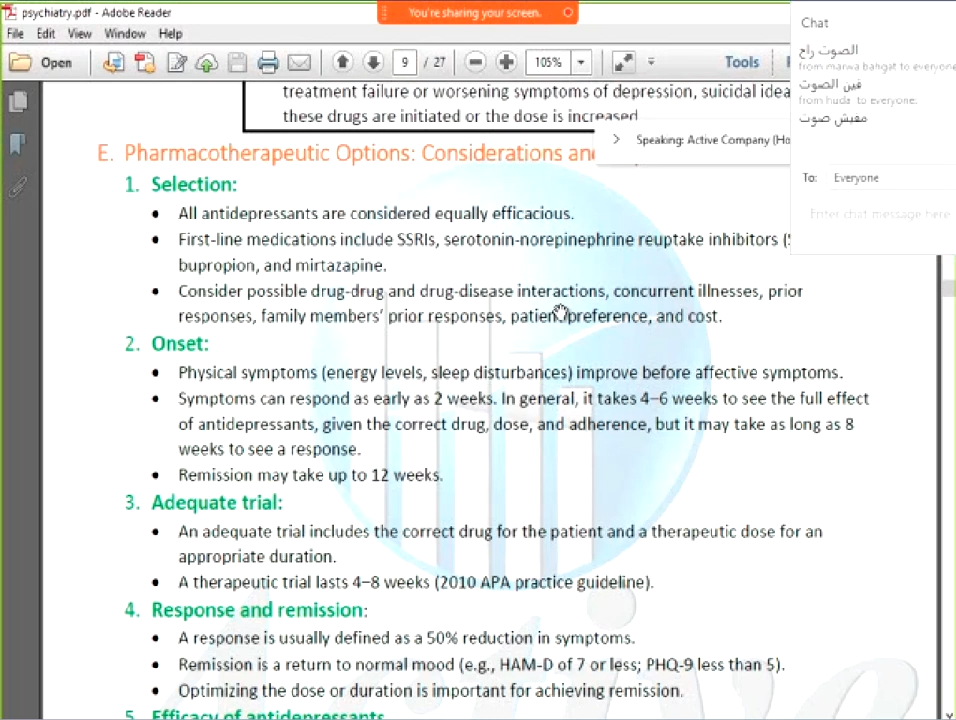 psychiatry.pdf - Adobe Reader
You're sharing your screen.
File Edit View Window Help
Open 9 / 27 105% Tools
treatment failure or worsening symptoms of depression, suicidal
these drugs are initiated or the dose is increased
E. Pharmacotherapeutic Options: Considerations
1. Selection:
• All antidepressants are considered equally efficacious.
• First-line medications include SSRIs, serotonin-norepinephrine reuptake inhibitors
bupropion, and mirtazapine.
• Consider possible drug-drug and drug-disease interactions, concurrent illnesses, prior
responses, family members' prior responses, patient preference, and cost.
2. Onset:
• Physical symptoms (energy levels, sleep disturbances) improve before affective symptoms.
• Symptoms can respond as early as 2 weeks. In general, it takes 4–6 weeks to see the full effect
of antidepressants, given the correct drug, dose, and adherence, but it may take as long as 8
weeks to see a response.
• Remission may take up to 12 weeks.
3. Adequate trial:
• An adequate trial includes the correct drug for the patient and a therapeutic dose for an
appropriate duration.
• A therapeutic trial lasts 4–8 weeks (2010 APA practice guideline).
4. Response and remission:
• A response is usually defined as a 50% reduction in symptoms.
• Remission is a return to normal mood (e.g., HAM-D of 7 or less; PHQ-9 less than 5).
• Optimizing the dose or duration is important for achieving remission.
5. Efficacy of antidepressants
Speaking: Active Company
Chat
الصوت راح
from marwa bahgat to everyone
فين الصوت
from huda to everyone.
مفيش صوت
To: Everyone
Enter chat message here